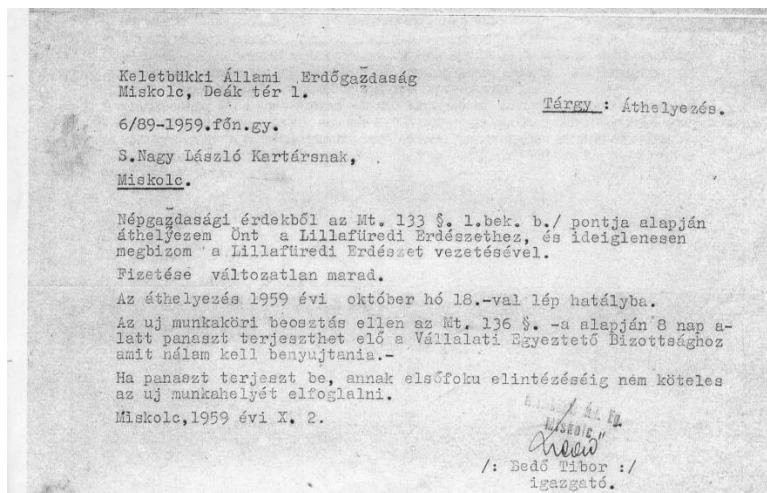 Keletbükki Állami Erdőgazdaság
Miskolc, Deák tér 1.
Tárgy : Áthelyezés.
6/89-1959.főn.gy.
S.Nagy László Kartársnak,
Miskolc.
Népgazdasági érdekből az Mt. 133 §. 1.bek. b./ pontja alapján
áthelyezem Önt a Lillafüredi Erdészethez, és ideiglenesen
megbizom a Lillafüredi Erdészet vezetésével.
Fizetése változatlan marad.
Az áthelyezés 1959 évi október hó 18.-val lép hatályba.
Az uj munkaköri beosztás ellen az Mt. 136 §. -a alapján 8 nap a-
latt panaszt terjeszthet elő a Vállalati Egyeztető Bizottsághoz
amit nálam kell benyujtania.-
Ha panaszt terjeszt be, annak elsőfoku elintézéséig nem köteles
az uj munkahelyét elfoglalni.
Miskolc,1959 évi X. 2.
Miskolc
/: Bedő Tibor :/
igazgató.